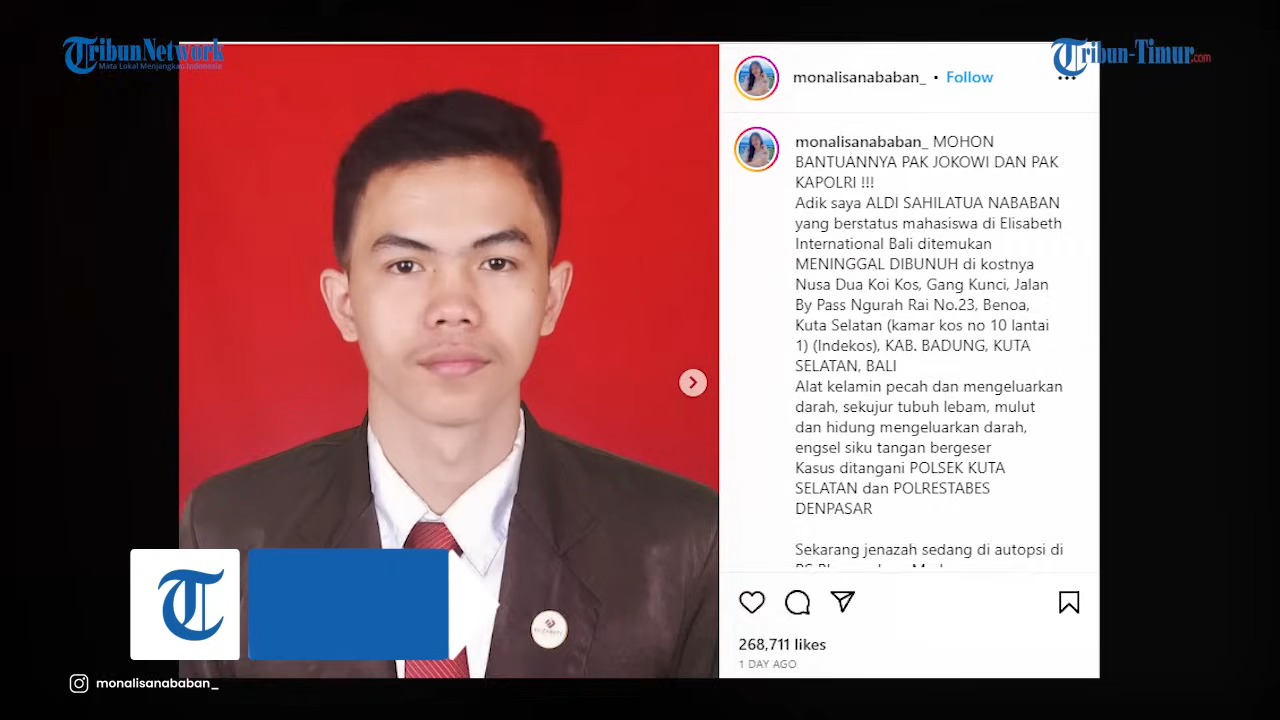 TribunNetwork
Mata Lokal Menjangkau Indonesia
Tribun-Timur.com
monalisanababan_ • Follow
monalisanababan_ MOHON
BANTUANNYA PAK JOKOWI DAN PAK
KAPOLRI !!!
Adik saya ALDI SAHILATUA NABABAN
yang berstatus mahasiswa di Elisabeth
International Bali ditemukan
MENINGGAL DIBUNUH di kostnya
Nusa Dua Koi Kos, Gang Kunci, Jalan
By Pass Ngurah Rai No.23, Benoa,
Kuta Selatan (kamar kos no 10 lantai
1) (Indekos), KAB. BADUNG, KUTA
SELATAN, BALI
Alat kelamin pecah dan mengeluarkan
darah, sekujur tubuh lebam, mulut
dan hidung mengeluarkan darah,
engsel siku tangan bergeser
Kasus ditangani POLSEK KUTA
SELATAN dan POLRESTABES
DENPASAR
Sekarang jenazah sedang di autopsi di
268,711 likes
1 DAY AGO
T
monalisanababan_